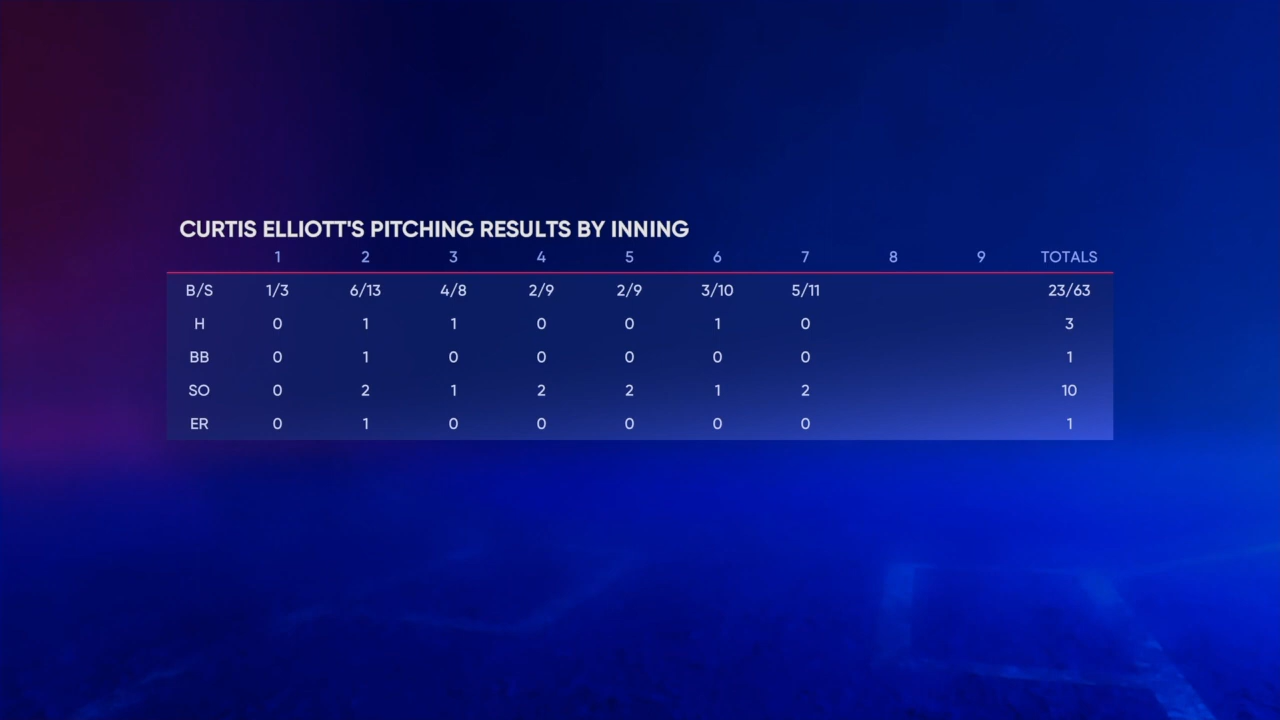 CURTIS ELLIOTT'S PITCHING RESULTS BY INNING
1 2 3 4 5 6 7 8 9 TOTALS
B/S 1/3 6/13 4/8 2/9 2/9 3/10 5/11 23/63
H 0 1 1 0 0 1 0 3
BB 0 1 0 0 0 0 0 1
SO 0 2 1 2 2 1 2 10
ER 0 1 0 0 0 0 0 1